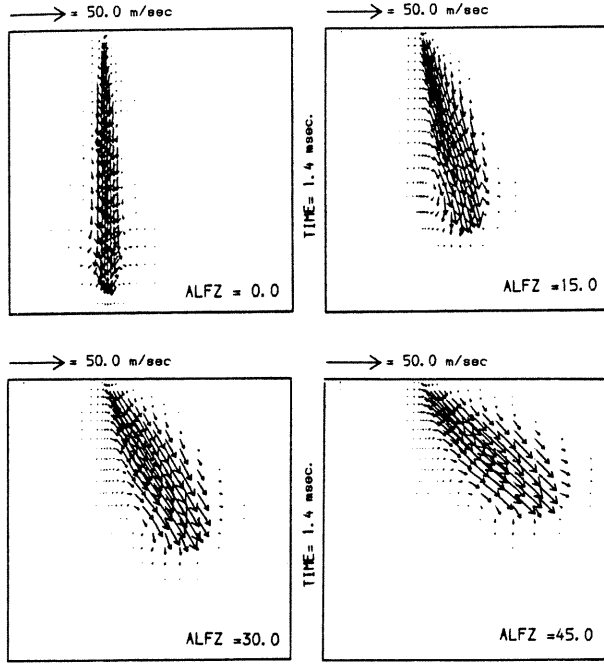 = 50.0 m/sec
= 50.0 m/sec
ALFZ = 0.0
TIME= 1.4 msec.
ALFZ =15.0
= 50.0 m/sec
= 50.0 m/sec
ALFZ =30.0
TIME= 1.4 msec.
ALFZ =45.0